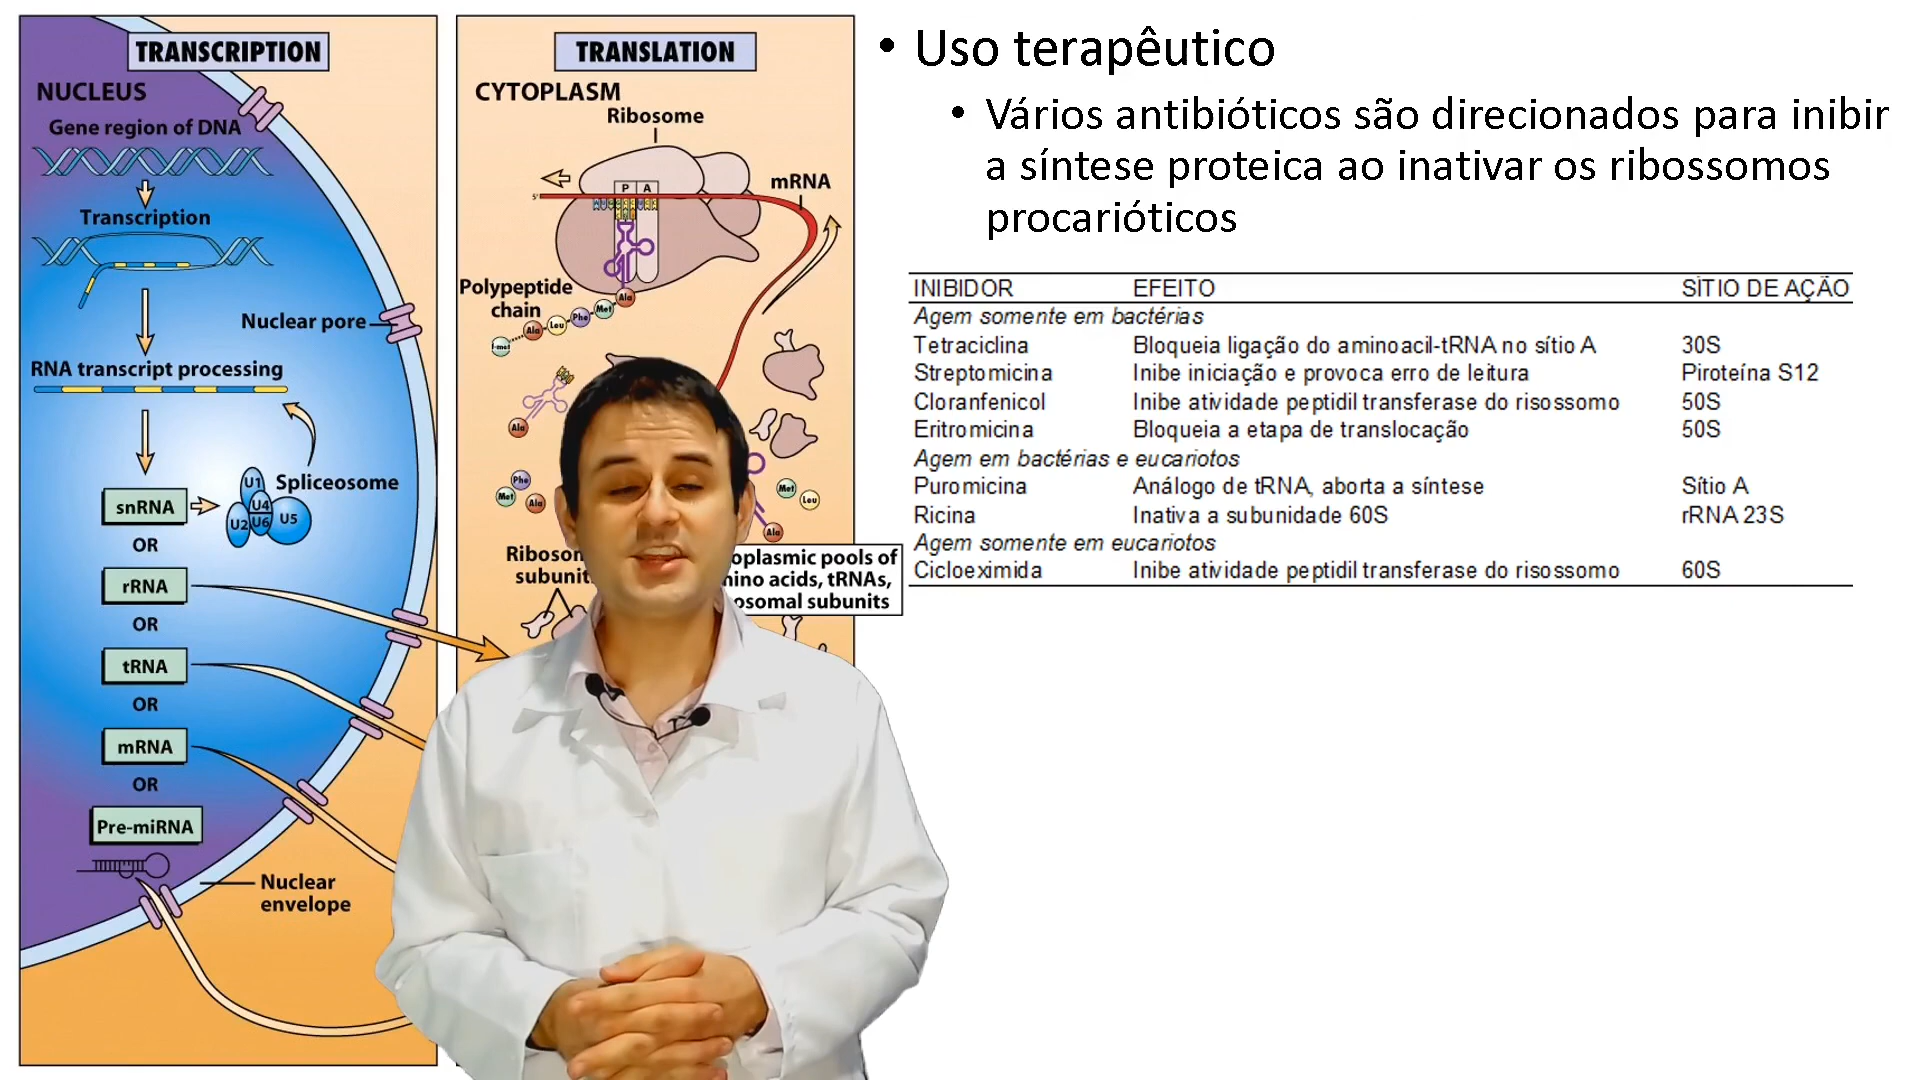 TRANSCRIPTION
NUCLEUS
Gene region of DNA
Transcription
Nuclear pore
RNA transcript processing
Spliceosome
U1
U4
U2 U6 U5
snRNA
OR
rRNA
OR
tRNA
OR
mRNA
OR
Pre-miRNA
Nuclear
envelope
TRANSLATION
CYTOPLASM
Ribosome
mRNA
P A
5'
Polypeptide
chain
f-met Ala Leu Phe Met Ala
Ala
Phe
Met
Ala
Met
Leu
Ala
of
acids, tRNAs,
subunits
• Uso terapêutico
• Vários antibióticos são direcionados para inibir
a síntese proteica ao inativar os ribossomos
procarióticos
INIBIDOR EFEITO SÍTIO DE AÇÃO
Agem somente em bactérias
Tetraciclina Bloqueia ligação do aminoacil-tRNA no sítio A 30S
Streptomicina Inibe iniciação e provoca erro de leitura Piroteína S12
Cloranfenicol Inibe atividade peptidil transferase do risossomo 50S
Eritromicina Bloqueia a etapa de translocação 50S
Agem em bactérias e eucariotos
Puromicina Análogo de tRNA, aborta a síntese Sítio A
Ricina Inativa a subunidade 60S rRNA 23S
Agem somente em eucariotos
Cicloeximida Inibe atividade peptidil transferase do risossomo 60S